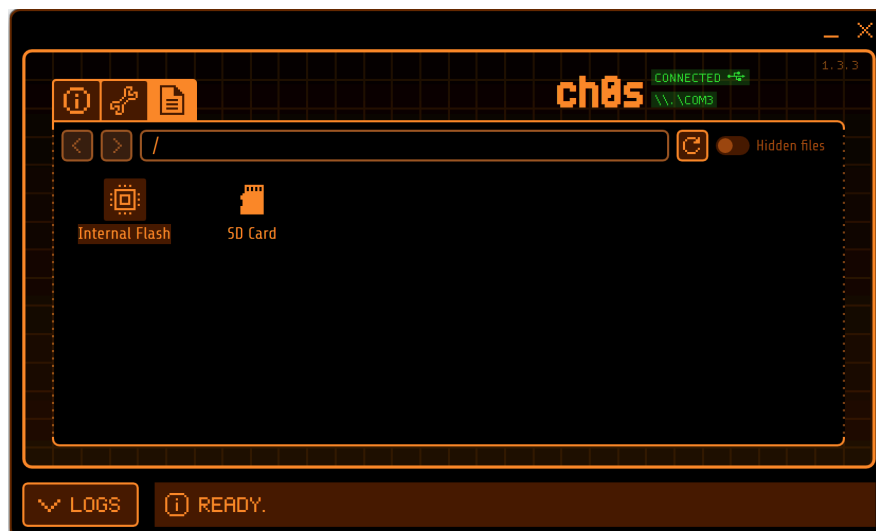 1.3.3
ch0s
CONNECTED
\\.\COM3
/
Hidden files
Internal Flash
SD Card
LOGS
READY.